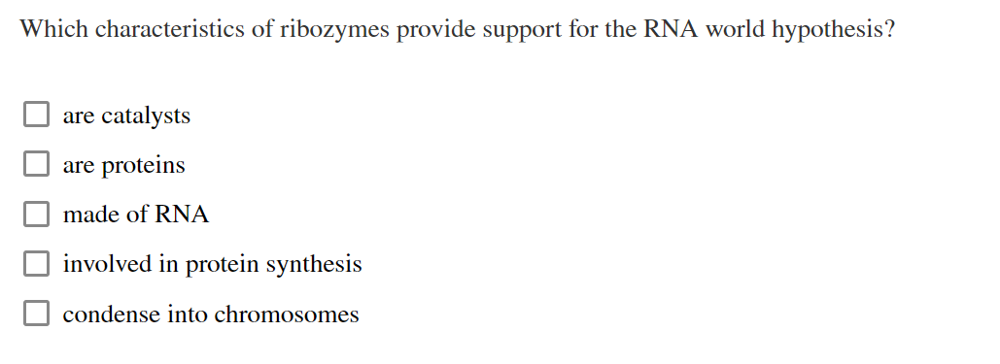 Which characteristics of ribozymes provide support for the RNA world hypothesis?
are catalysts
are proteins
made of RNA
involved in protein synthesis
condense into chromosomes